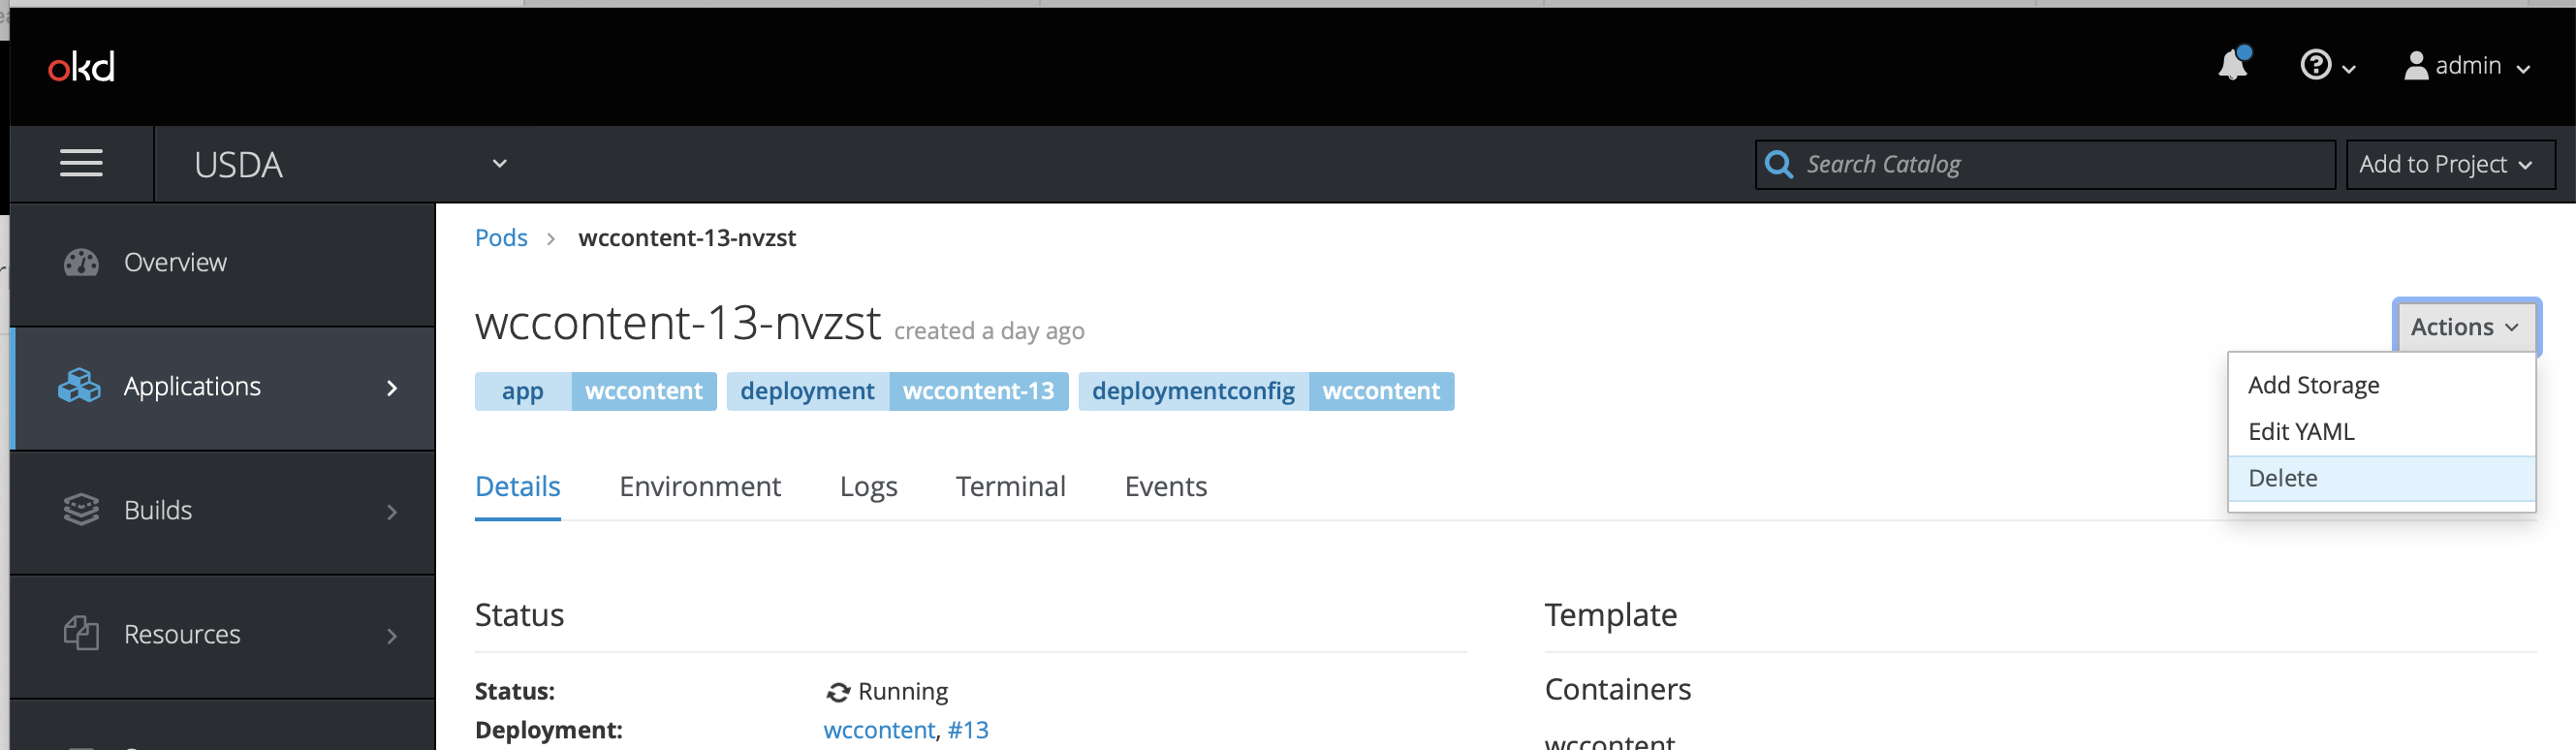 okd
admin
USDA
Search Catalog
Add to Project
Overview
Applications
Builds
Resources
Pods > wccontent-13-nvzst
wccontent-13-nvzst created a day ago
Actions
app wccontent deployment wccontent-13 deploymentconfig wccontent
Add Storage
Edit YAML
Delete
Details Environment Logs Terminal Events
Status
Status: Running
Deployment: wccontent, #13
Template
Containers
wccontent